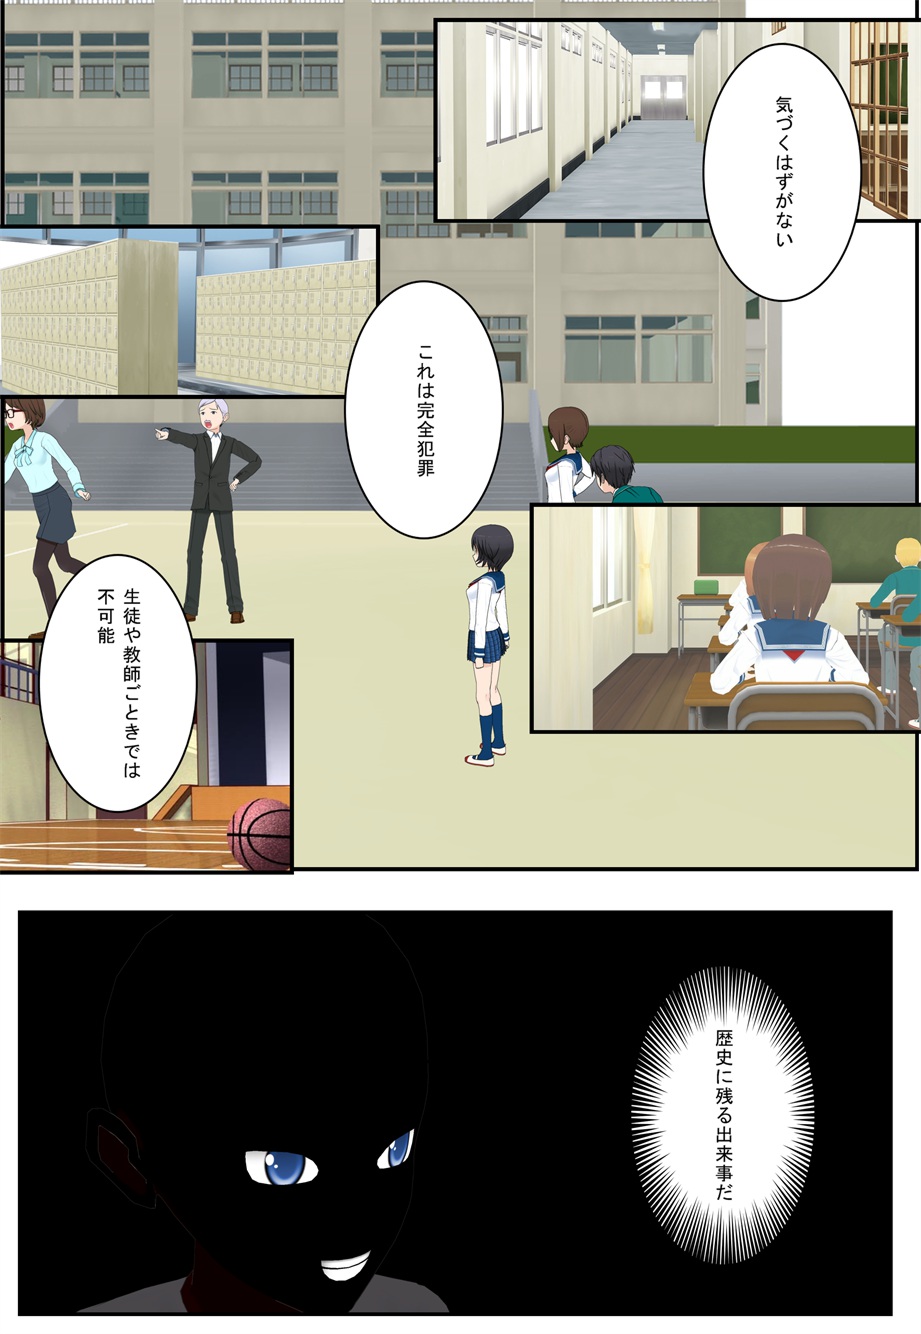 気づくはずがない
これは完全犯罪
生徒や教師ごときでは
不可能
歴史に残る出来事だ